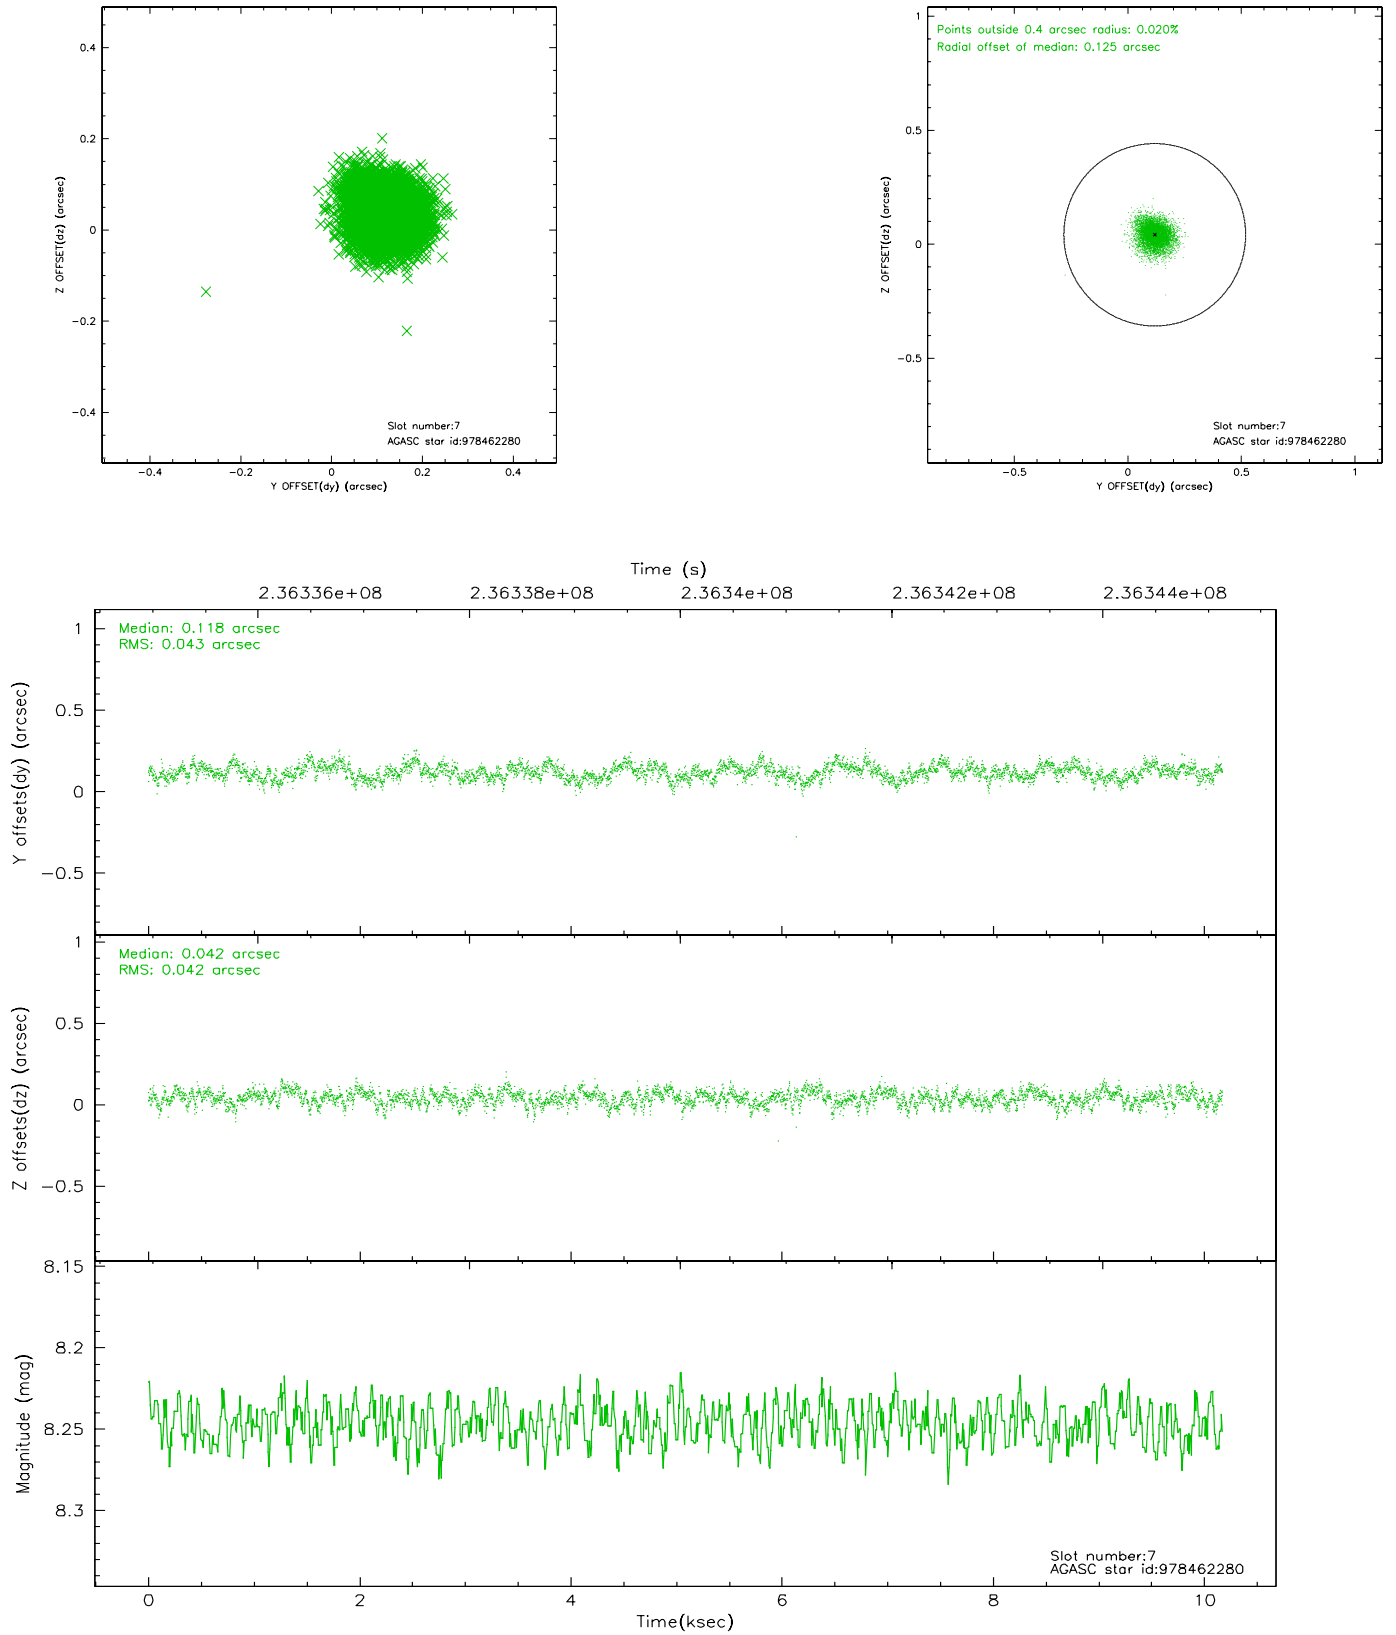 0.4
0.2
0
−0.2
−0.4
Z OFFSET(dz) (arcsec)
Slot number:7
AGASC star id:978462280
−0.4
−0.2
0
0.2
0.4
Y OFFSET(dy) (arcsec)
Points outside 0.4 arcsec radius: 0.020%
Radial offset of median: 0.125 arcsec
1
0.5
0
−0.5
Z OFFSET(dz) (arcsec)
Slot number:7
AGASC star id:978462280
−0.5
0
0.5
1
Y OFFSET(dy) (arcsec)
Time (s)
2.36336e+08
2.36338e+08
2.3634e+08
2.36342e+08
2.36344e+08
Median: 0.118 arcsec
RMS: 0.043 arcsec
1
0.5
0
−0.5
Y offsets(dy) (arcsec)
Median: 0.042 arcsec
RMS: 0.042 arcsec
1
0.5
0
−0.5
Z offsets(dz) (arcsec)
8.15
8.2
8.25
8.3
Magnitude (mag)
Slot number:7
AGASC star id:978462280
0
2
4
6
8
10
Time(ksec)